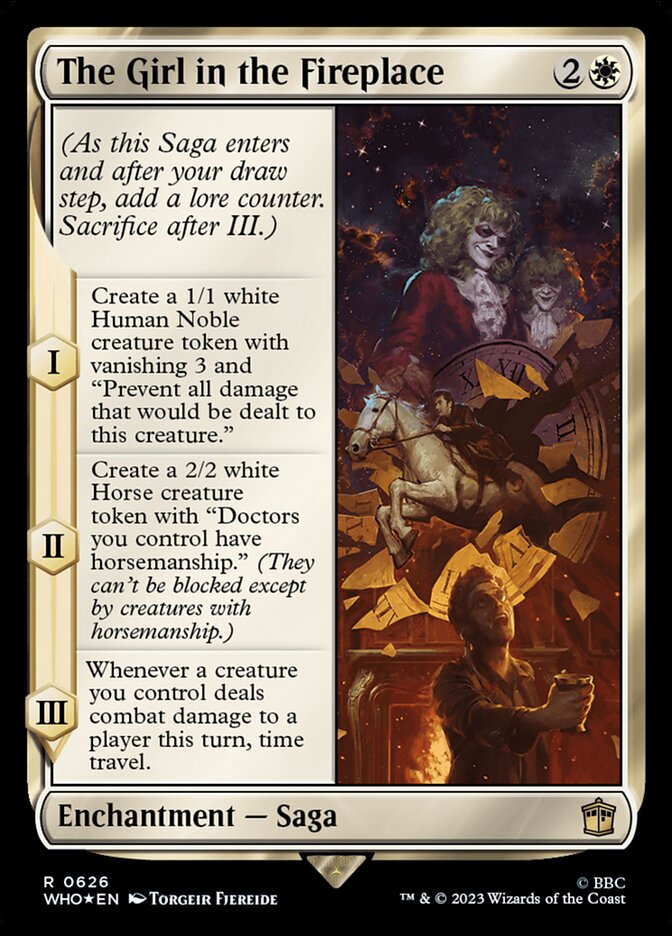 The Girl in the Fireplace 2
(As this Saga enters
and after your draw
step, add a lore counter.
Sacrifice after III.)
I
Create a 1/1 white
Human Noble
creature token with
vanishing 3 and
“Prevent all damage
that would be dealt to
this creature.”
II
Create a 2/2 white
Horse creature
token with “Doctors
you control have
horsemanship.” (They
can’t be blocked except
by creatures with
horsemanship.)
III
Whenever a creature
you control deals
combat damage to a
player this turn, time
travel.
Enchantment — Saga
R 0626
WHO★EN Torgeir Fjereide
© BBC
™ & © 2023 Wizards of the Coast